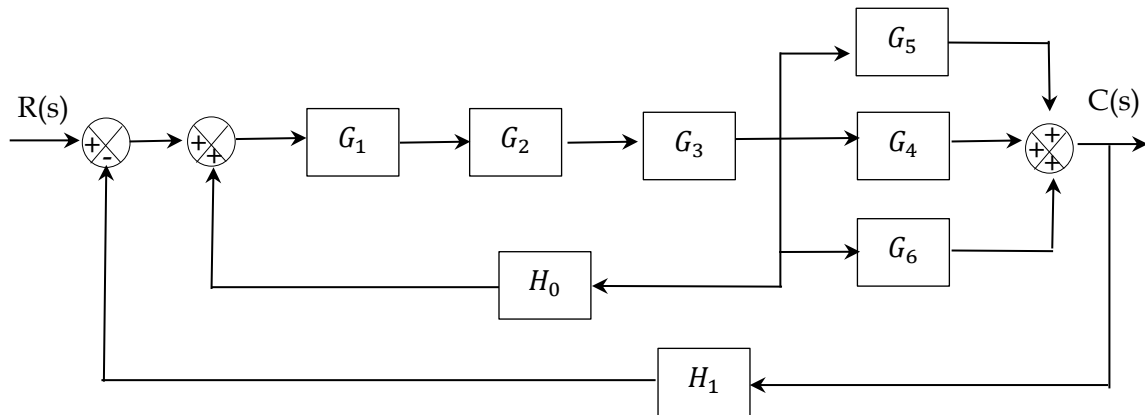 G₅
R(s)
C(s)
+
-
+
+
G₁
G₂
G₃
G₄
+
+
+
G₆
H₀
H₁